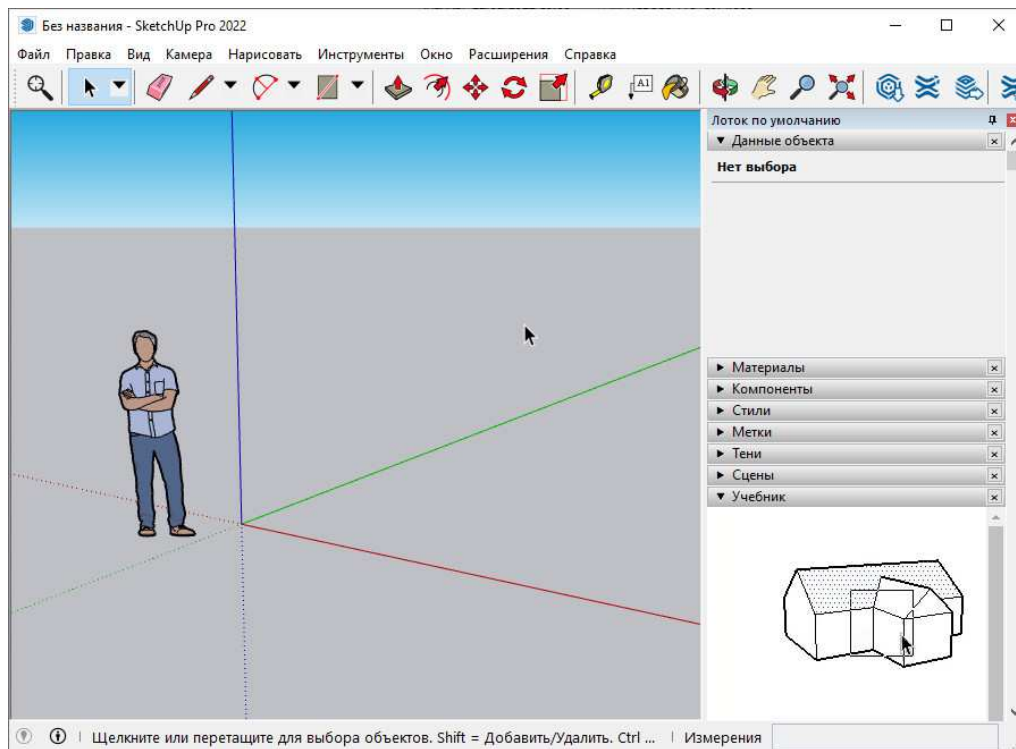 Без названия - SketchUp Pro 2022
Файл Правка Вид Камера Нарисовать Инструменты Окно Расширения Справка
A1
Лоток по умолчанию
Данные объекта
Нет выбора
Материалы
Компоненты
Стили
Метки
Тени
Сцены
Учебник
Щелкните или перетащите для выбора объектов. Shift = Добавить/Удалить. Ctrl ... Измерения